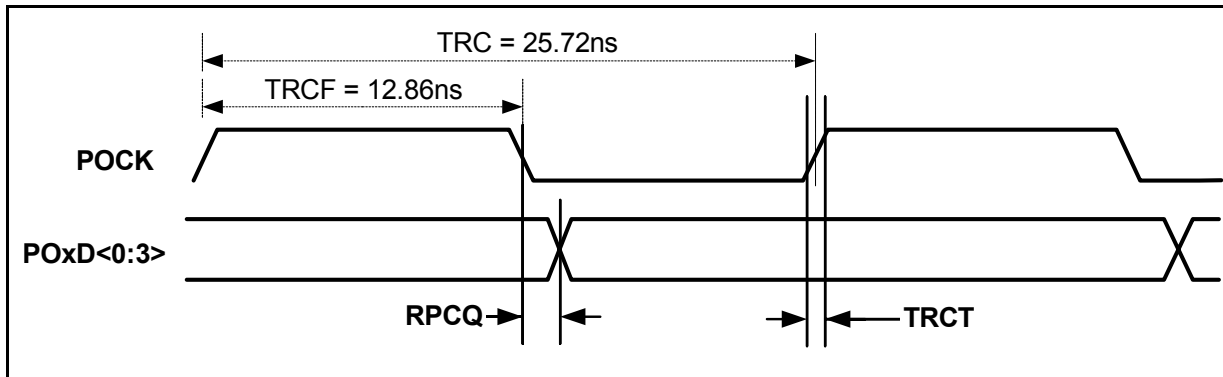 TRC = 25.72ns
TRCF = 12.86ns
POCK
POxD<0:3>
RPCQ
TRCT